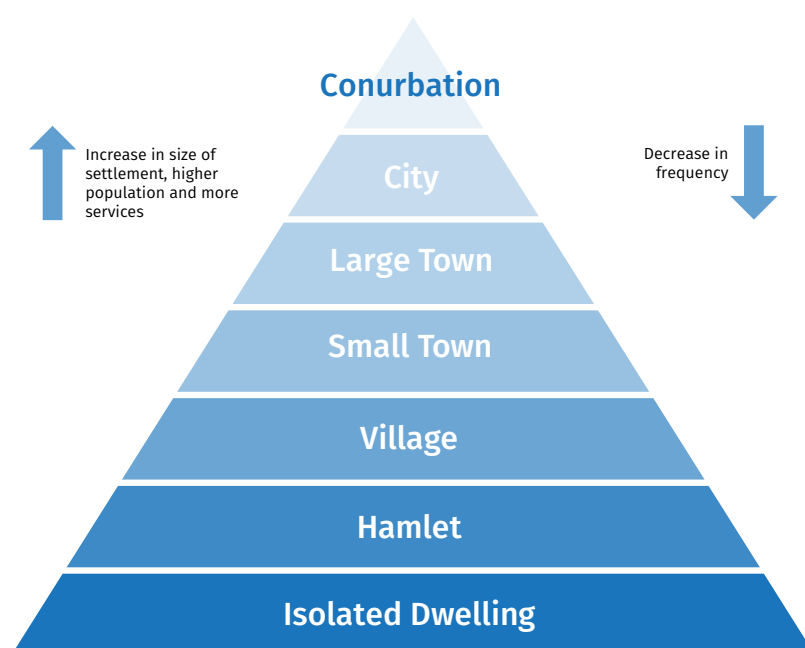 Conurbation
Increase in size of
settlement, higher
population and more
services
Decrease in
frequency
City
Large Town
Small Town
Village
Hamlet
Isolated Dwelling